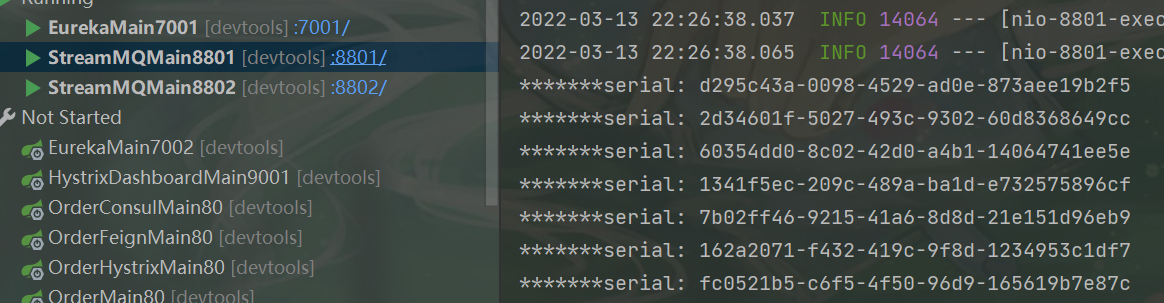 Running
EurekaMain7001 [devtools] :7001/
StreamMQMain8801 [devtools] :8801/
StreamMQMain8802 [devtools] :8802/
Not Started
EurekaMain7002 [devtools]
HystrixDashboardMain9001 [devtools]
OrderConsulMain80 [devtools]
OrderFeignMain80 [devtools]
OrderHystrixMain80 [devtools]
OrderMain80 [devtools]
2022-03-13 22:26:38.037  INFO 14064 --- [nio-8801-exec
2022-03-13 22:26:38.065  INFO 14064 --- [nio-8801-exec
*******serial: d295c43a-0098-4529-ad0e-873aee19b2f5
*******serial: 2d34601f-5027-493c-9302-60d8368649cc
*******serial: 60354dd0-8c02-42d0-a4b1-14064741ee5e
*******serial: 1341f5ec-209c-489a-ba1d-e732575896cf
*******serial: 7b02ff46-9215-41a6-8d8d-21e151d96eb9
*******serial: 162a2071-f432-419c-9f8d-1234953c1df7
*******serial: fc0521b5-c6f5-4f50-96d9-165619b7e87c